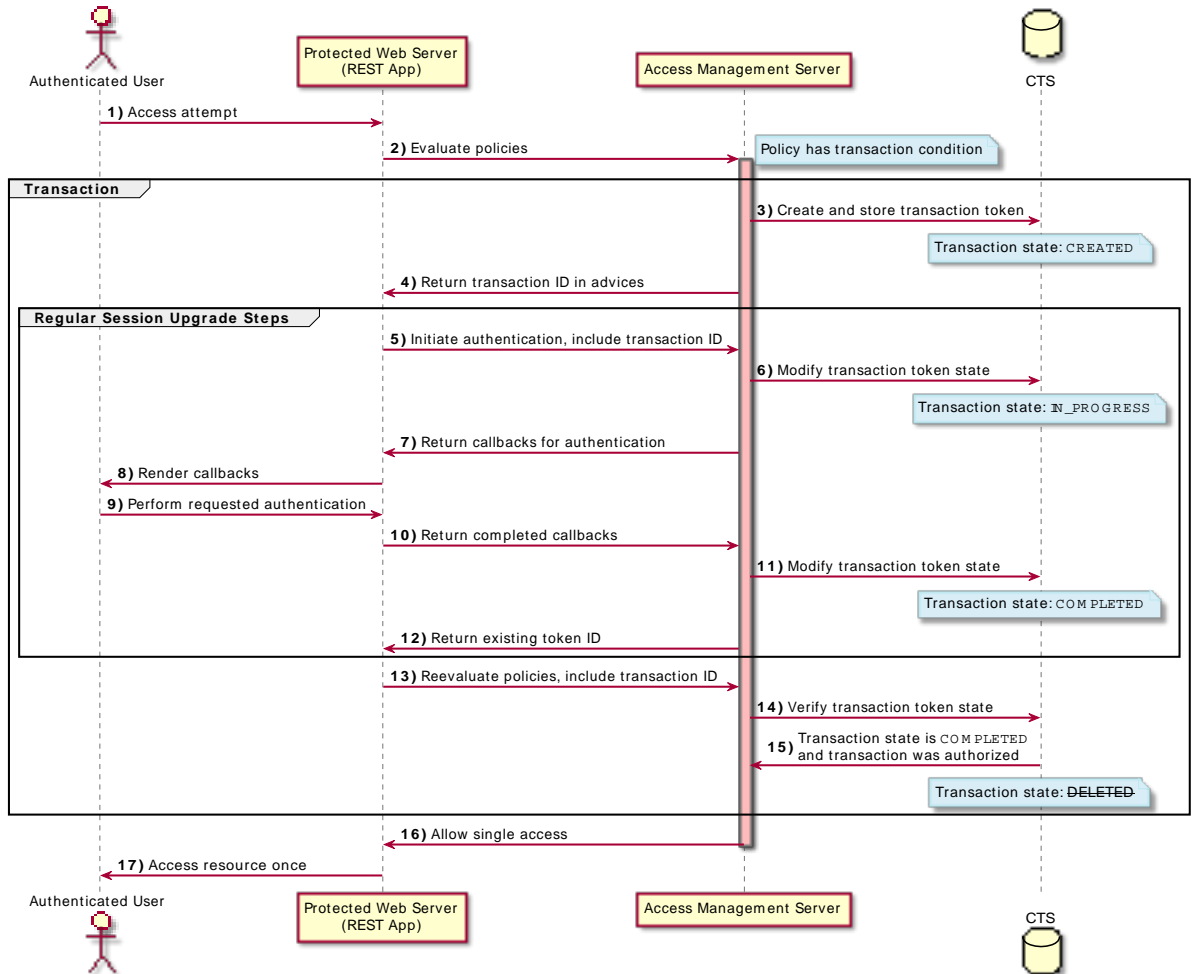 Authenticated User
Protected Web Server
(REST App)
Access Management Server
CTS
1) Access attempt
2) Evaluate policies
Policy has transaction condition
Transaction
3) Create and store transaction token
Transaction state: CREATED
4) Return transaction ID in advices
Regular Session Upgrade Steps
5) Initiate authentication, include transaction ID
6) Modify transaction token state
Transaction state: IN_PROGRESS
7) Return callbacks for authentication
8) Render callbacks
9) Perform requested authentication
10) Return completed callbacks
11) Modify transaction token state
Transaction state: COMPLETED
12) Return existing token ID
13) Reevaluate policies, include transaction ID
14) Verify transaction token state
15) Transaction state is COMPLETED
and transaction was authorized
Transaction state: DELETED
16) Allow single access
17) Access resource once
Authenticated User
Protected Web Server
(REST App)
Access Management Server
CTS